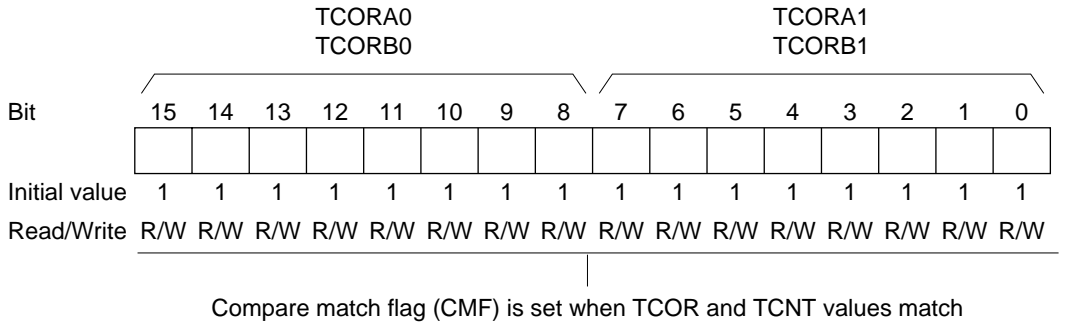 TCORA0 TCORA1
TCORB0 TCORB1
Bit 15 14 13 12 11 10 9 8 7 6 5 4 3 2 1 0
Initial value 1 1 1 1 1 1 1 1 1 1 1 1 1 1 1 1
Read/Write R/W R/W R/W R/W R/W R/W R/W R/W R/W R/W R/W R/W R/W R/W R/W R/W
Compare match flag (CMF) is set when TCOR and TCNT values match